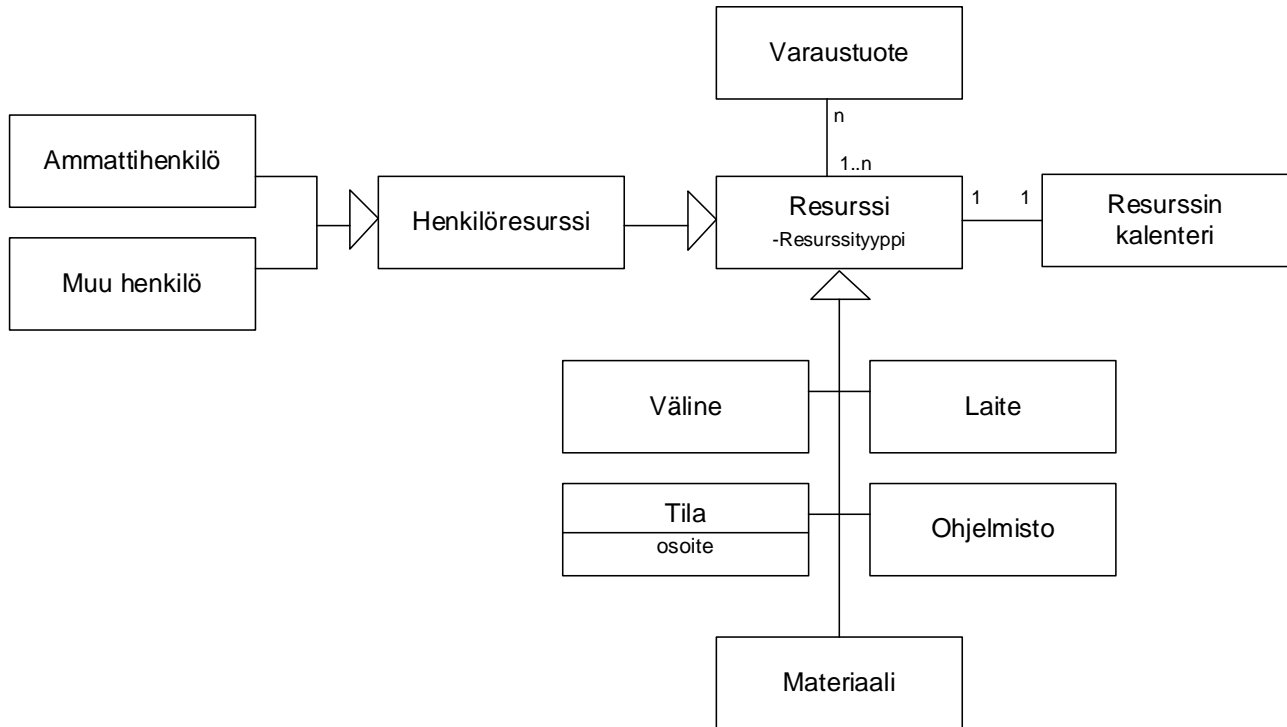 Varaustuote
n
1..n
Ammattihenkilö
Muu henkilö
Henkilöresurssi
Resurssi
-Resurssityyppi
1
1
Resurssin
kalenteri
Väline
Laite
Tila
osoite
Ohjelmisto
Materiaali